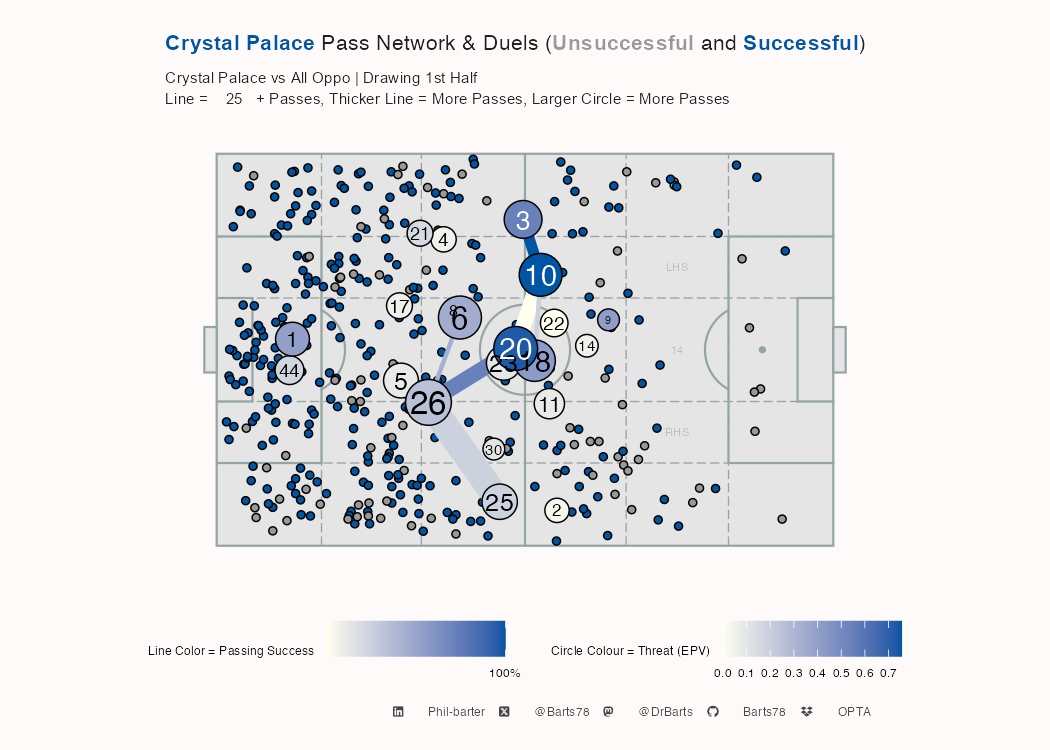 Crystal Palace Pass Network & Duels (Unsuccessful and Successful)
Crystal Palace vs All Oppo | Drawing 1st Half
Line = 25 + Passes, Thicker Line = More Passes, Larger Circle = More Passes
3
21
4
LHS
10
17
8
6
22
9
1
20
14
14
23
18
44
5
26
11
RHS
30
25
2
Line Color = Passing Success
100%
Circle Colour = Threat (EPV)
0.0 0.1 0.2 0.3 0.4 0.5 0.6 0.7
Phil-barter @Barts78 @DrBarts Barts78 OPTA